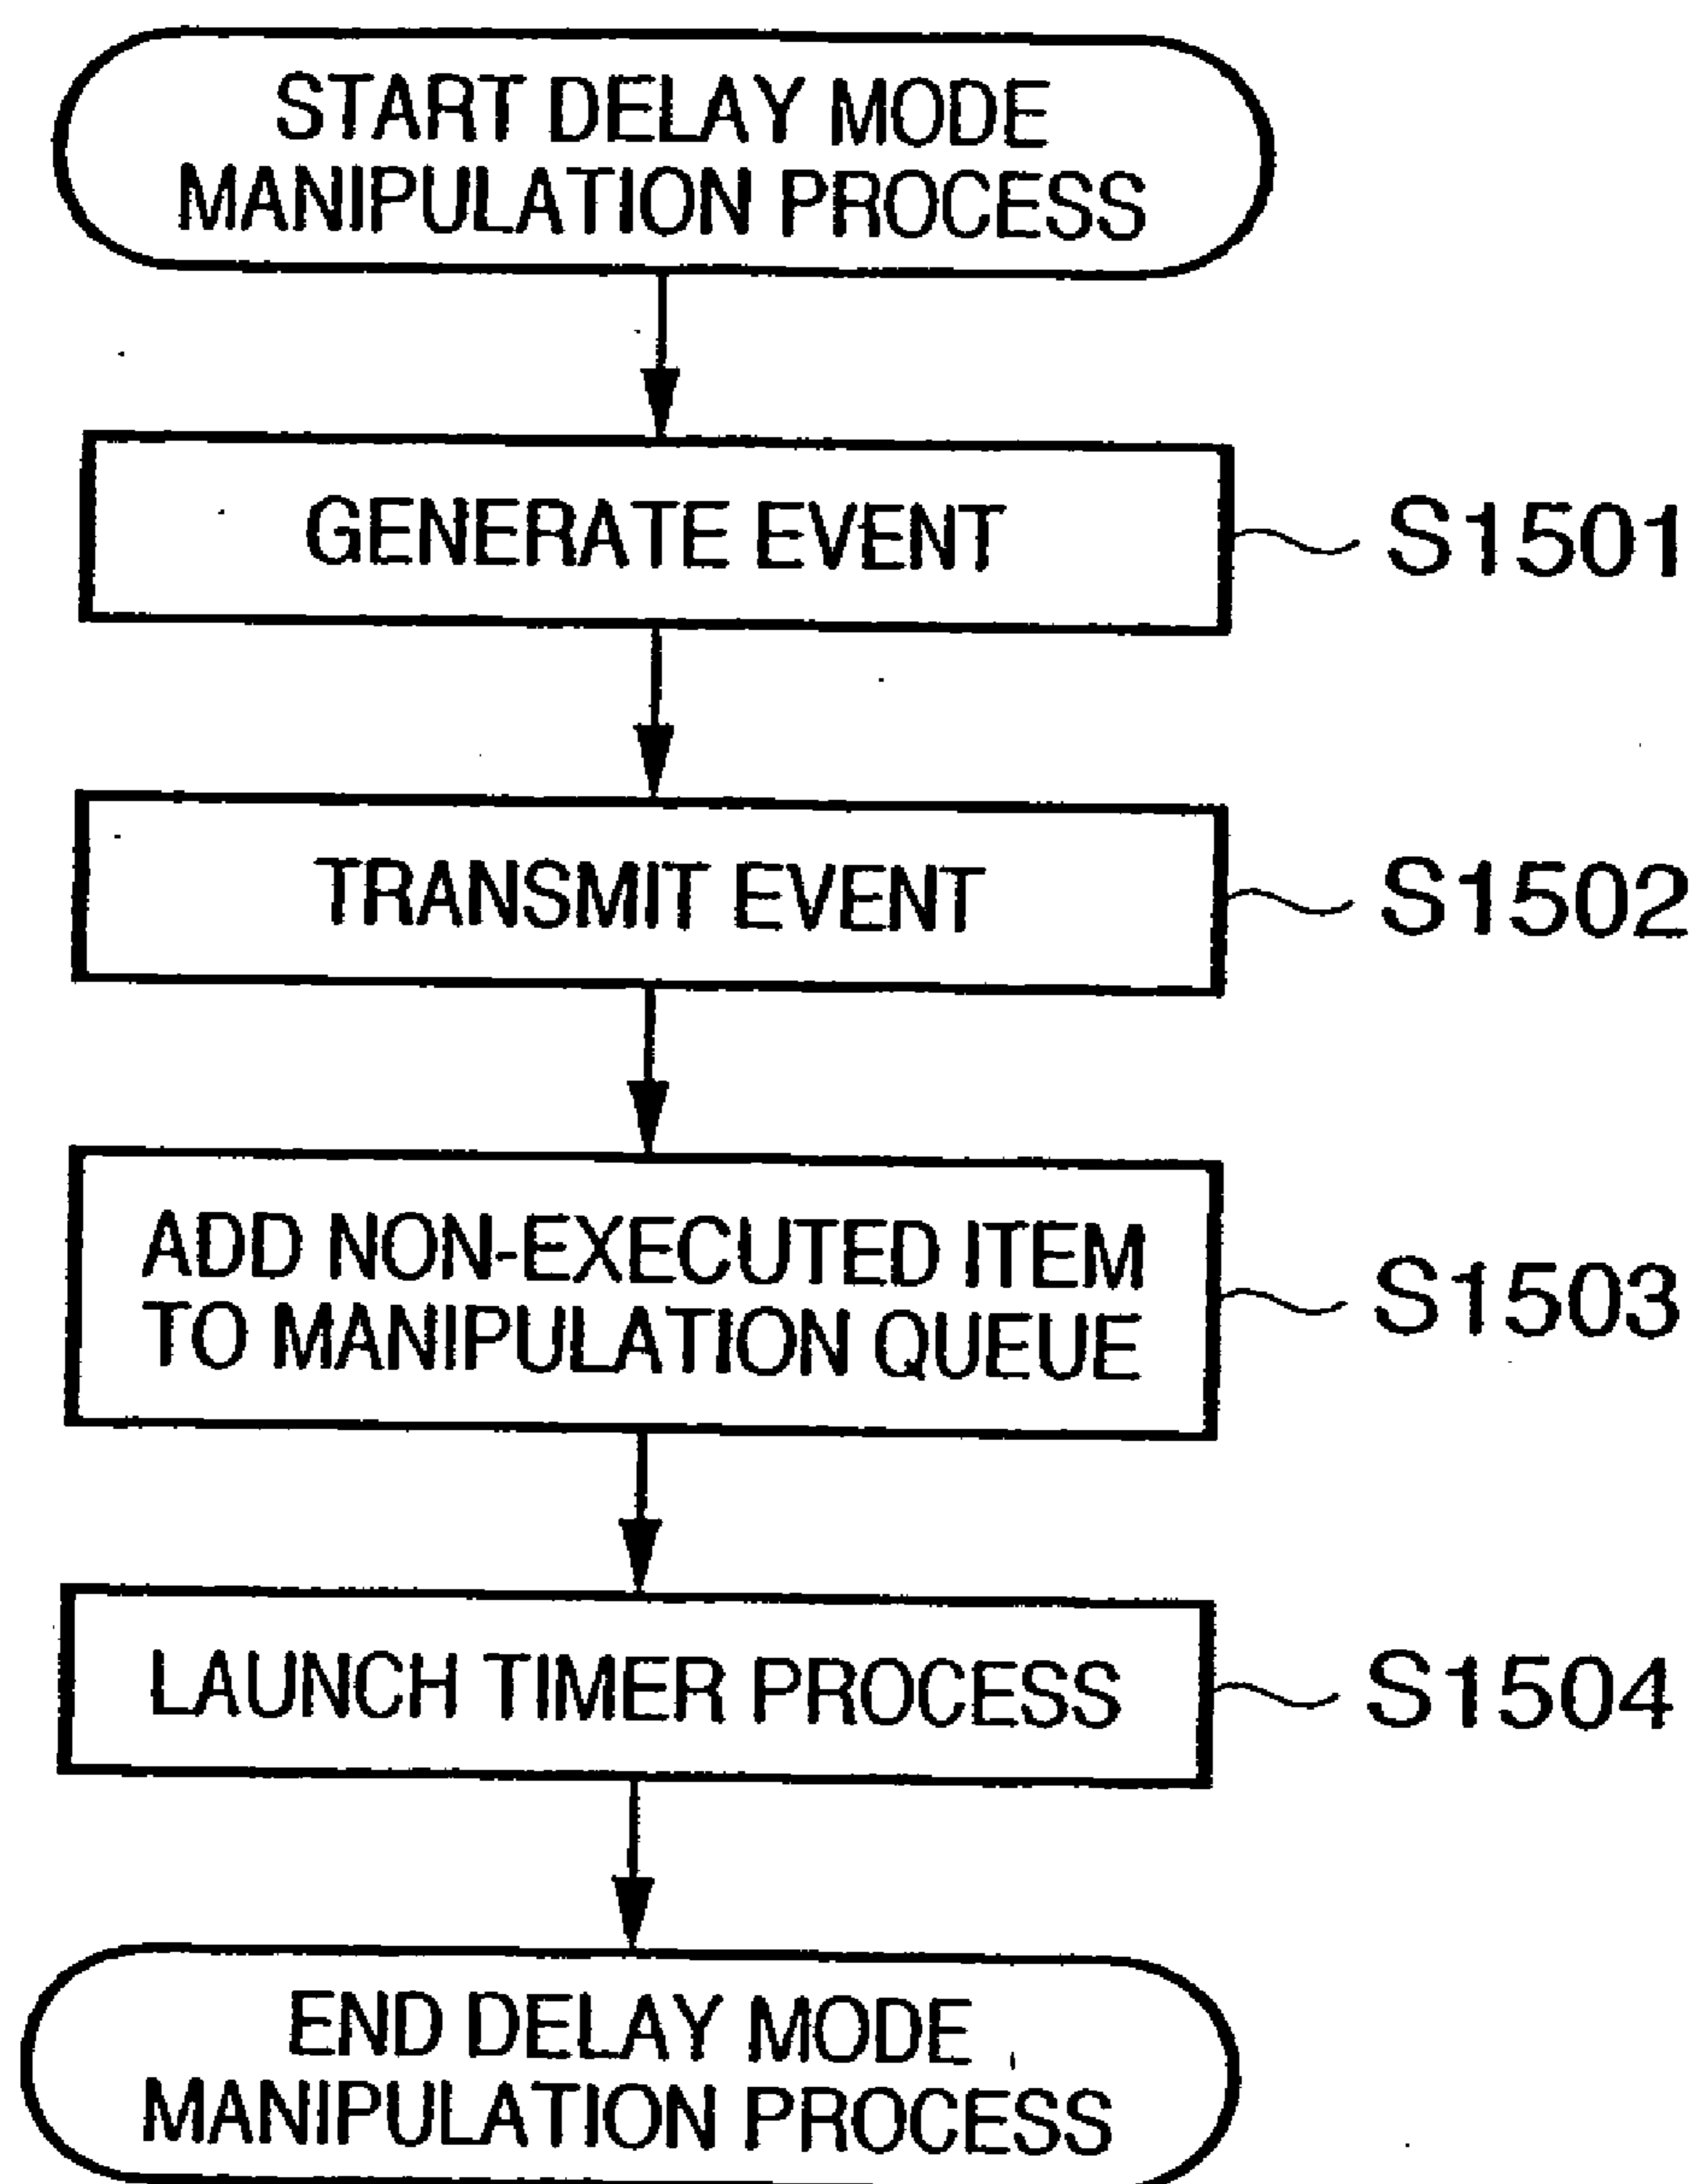 START DELAY MODE
MANIPULATION PROCESS
GENERATE EVENT
S1501
TRANSMIT EVENT
S1502
ADD NON-EXECUTED ITEM
TO MANIPULATION QUEUE
S1503
LAUNCH TIMER PROCESS
S1504
END DELAY MODE
MANIPULATION PROCESS